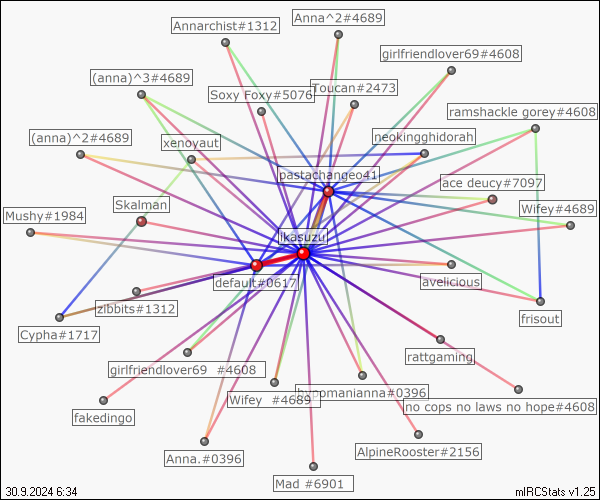 Anna^2#4689
Annarchist#1312
girlfriendlover69#4608
(anna)^3#4689
Soxy Foxy#5076
Toucan#2473
ramshackle gorey#4608
(anna)^2#4689
xenoyaut
neokingghidorah
pastachangeo41
ace deucy#7097
Skalman
Mushy#1984
Wifey#4689
ikasuzu
default#0617
avelicious
zibbits#1312
frisout
Cypha#1717
rattgaming
girlfriendlover69 #4608
hypomanianna#0396
Wifey #4689
fakedingo
no cops no laws no hope#4608
Anna.#0396
AlpineRooster#2156
Mad #6901
30.9.2024 6:34
mIRCStats v1.25